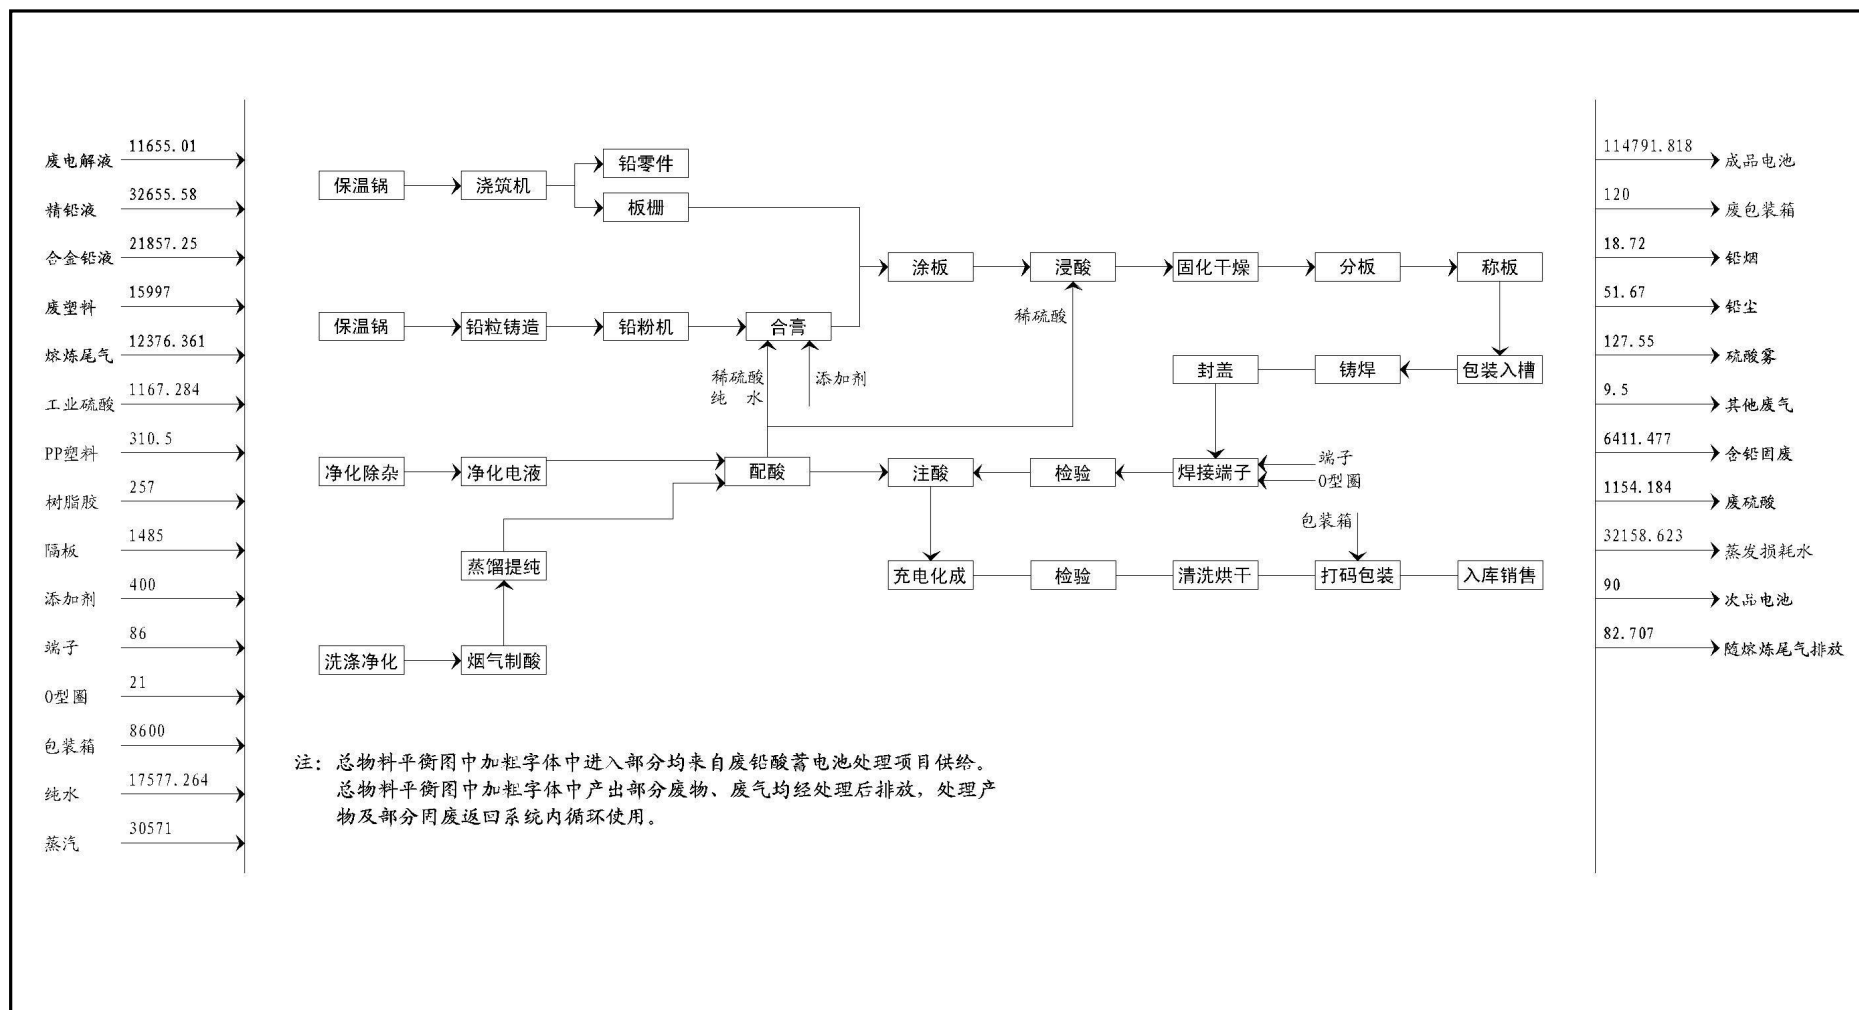 废电解液 11655.01
精铅液 32655.58
合金铅液 21857.25
废塑料 15997
熔炼尾气 12376.361
工业硫酸 1167.284
PP塑料 310.5
树脂胶 257
隔板 1485
添加剂 400
端子 86
O型圈 21
包装箱 8600
纯水 17577.264
蒸汽 30571
保温锅
浇筑机
铅零件
板栅
涂板
浸酸
固化干燥
分板
称板
保温锅
铅粒铸造
铅粉机
合膏
稀硫酸
稀硫酸
纯 水
添加剂
封盖
铸焊
包装入槽
净化除杂
净化电液
配酸
注酸
检验
焊接端子
端子
O型圈
蒸馏提纯
包装箱
充电化成
检验
清洗烘干
打码包装
入库销售
洗涤净化
烟气制酸
114791.818 成品电池
120 废包装箱
18.72 铅烟
51.67 铅尘
127.55 硫酸雾
9.5 其他废气
6411.477 含铅固废
1154.184 废硫酸
32158.623 蒸发损耗水
90 次品电池
82.707 随熔炼尾气排放
注：总物料平衡图中加粗字体中进入部分均来自废铅酸蓄电池处理项目供给。
总物料平衡图中加粗字体中产出部分废物、废气均经处理后排放，处理产
物及部分固废返回系统内循环使用。